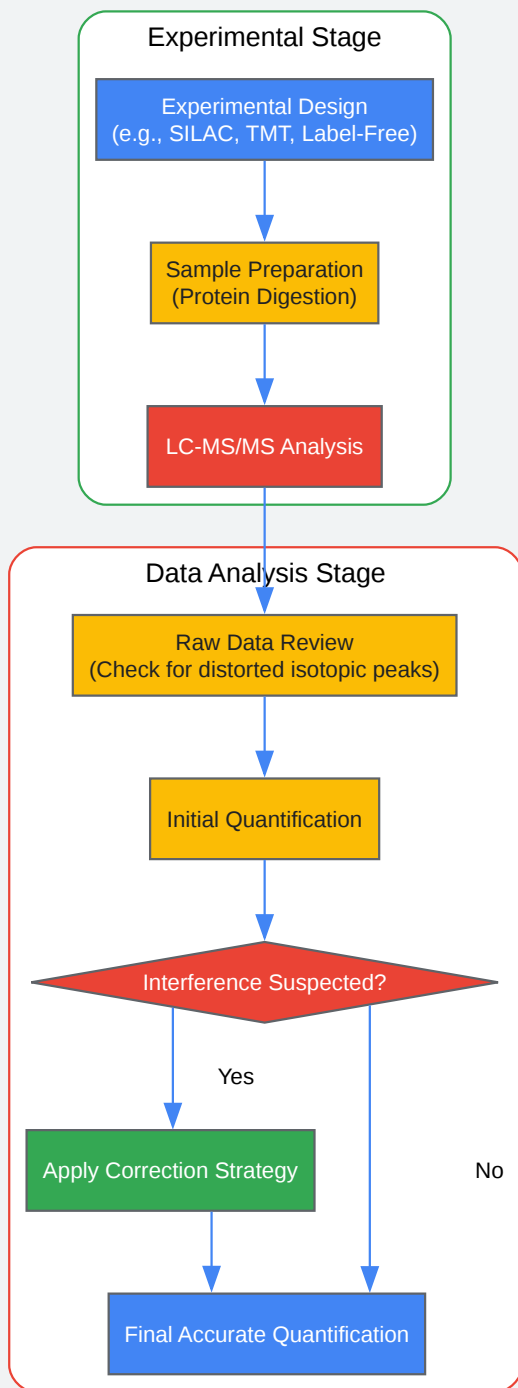 Experimental Stage
Experimental Design
(e.g., SILAC, TMT, Label-Free)
Sample Preparation
(Protein Digestion)
LC-MS/MS Analysis
Data Analysis Stage
Raw Data Review
(Check for distorted isotopic peaks)
Initial Quantification
Interference Suspected?
Yes
Apply Correction Strategy
No
Final Accurate Quantification